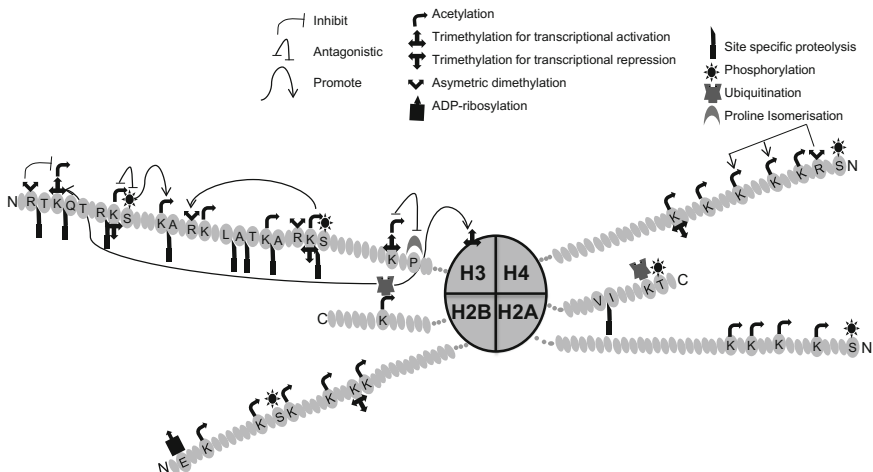 Inhibit
Antagonistic
Promote
Acetylation
Trimethylation for transcriptional activation
Trimethylation for transcriptional repression
Asymetric dimethylation
ADP-ribosylation
Site specific proteolysis
Phosphorylation
Ubiquitination
Proline Isomerisation
N R T K Q T R K S K A R K L A T K A R K S K P
H3 H4
H2B H2A
K K K K R S N
V I K T C
C K
K K K K S N
N E K K S K K K K